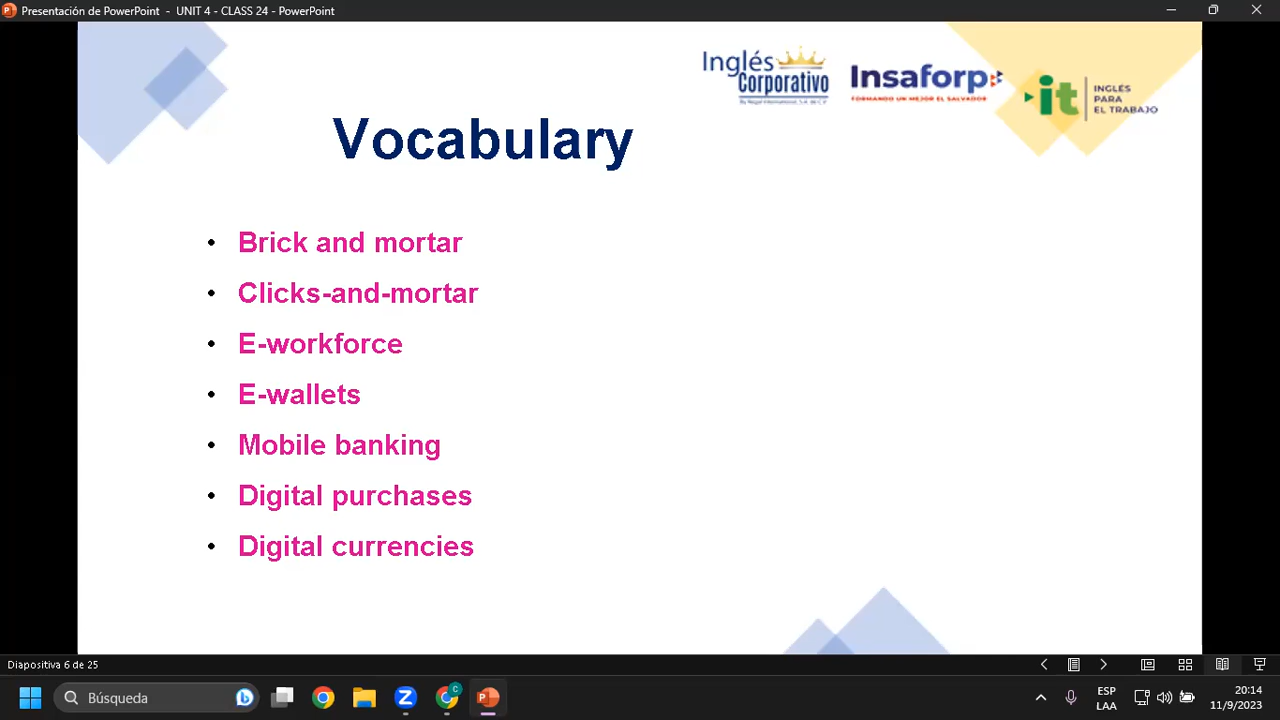 Presentación de PowerPoint - UNIT 4 - CLASS 24 - PowerPoint
Inglés
Corporativo
Insaforp
FORMANDO UN MEJOR EL SALVADOR
it
INGLÉS
PARA
EL TRABAJO
Vocabulary
• Brick and mortar
• Clicks-and-mortar
• E-workforce
• E-wallets
• Mobile banking
• Digital purchases
• Digital currencies
Diapositiva 6 de 25
Búsqueda
ESP
LAA
20:14
11/9/2023